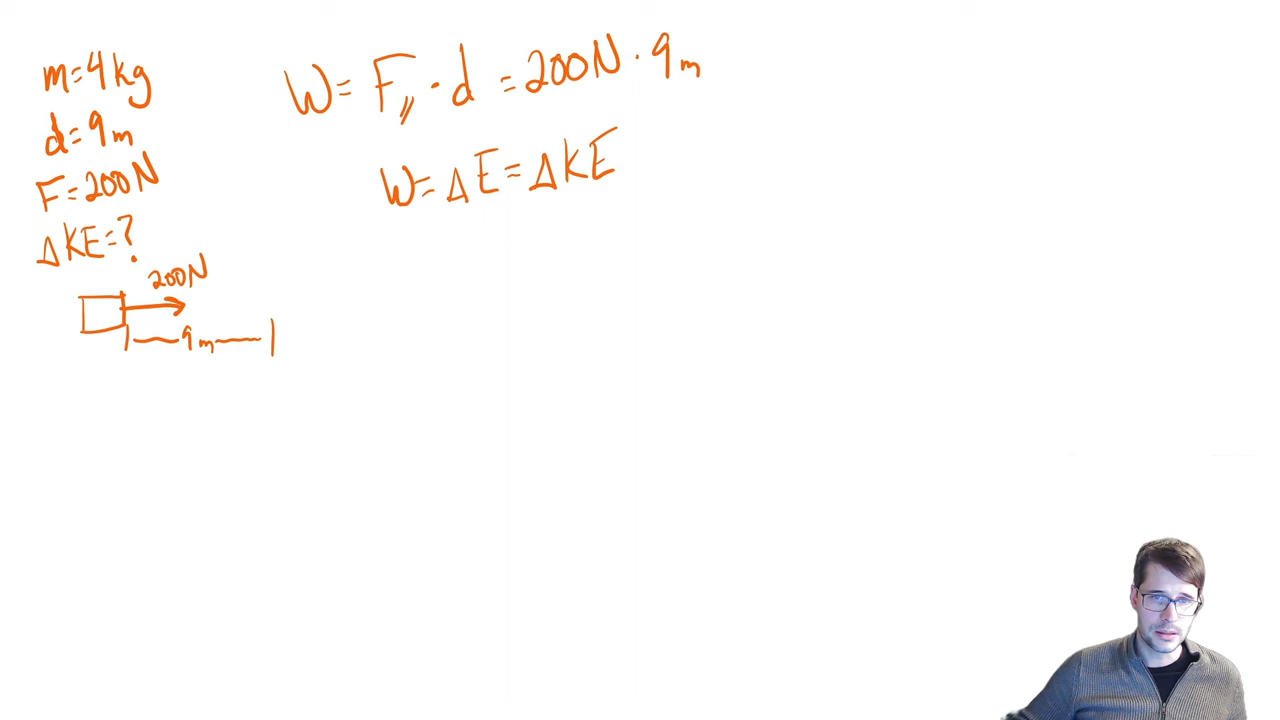 m=4kg
d=9m
F=200N
ΔKE=?
200N
9m
W=F,, · d = 200N · 9m
W=ΔE=ΔKE